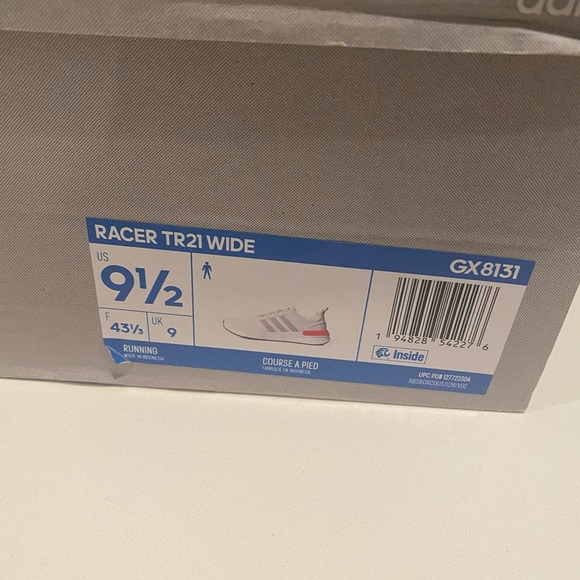 RACER TR21 WIDE
GX8131
US
9½
F
43⅓
UK
9
1 94828 54227 6
Inside
RUNNING
MADE IN INDONESIA
COURSE A PIED
FABRIQUE EN INDONESIE
UPC PO# 127722304